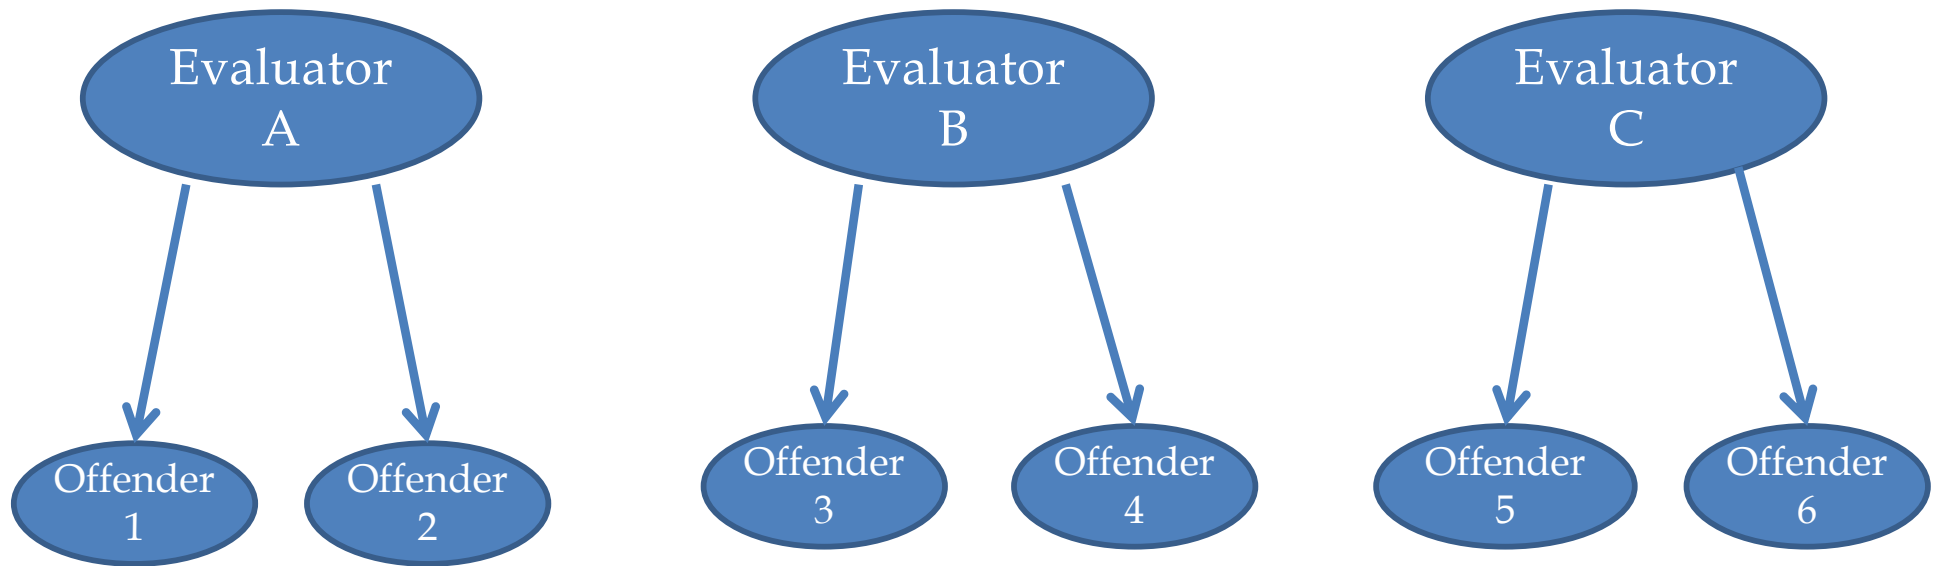 Evaluator
A
Evaluator
B
Evaluator
C
Offender
1
Offender
2
Offender
3
Offender
4
Offender
5
Offender
6